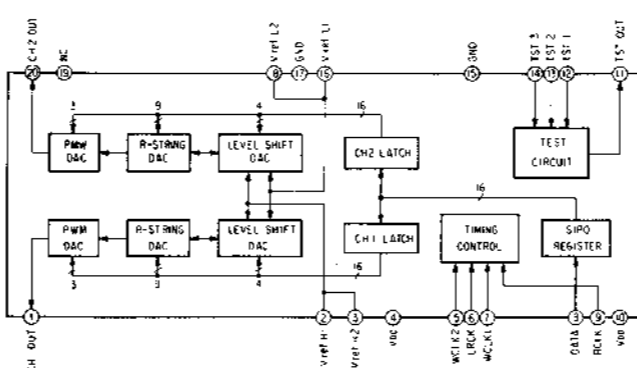 CH2 OUT
NC
Vref L2
GND
Vref L1
GND
TST 3
TST 2
TST 1
TST OUT
20
19
18
17
16
15
14
13
12
11
3
9
4
16
PWM
DAC
R-STRING
DAC
LEVEL SHIFT
DAC
CH2 LATCH
TEST
CIRCUIT
16
PWM
DAC
R-STRING
DAC
LEVEL SHIFT
DAC
CH1 LATCH
TIMING
CONTROL
SIPO
REGISTER
3
4
16
1
2
3
4
5
6
7
9
10
CH OUT
Vref H1
Vref H2
VDD
WCLK2
LRCK
WCLK1
DATA
BCLK
VDD